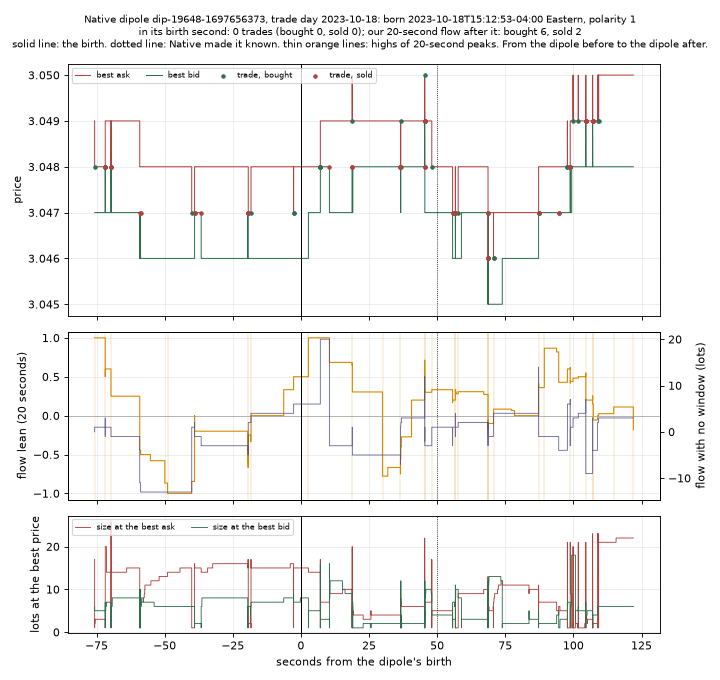 Native dipole dip-19648-1697656373, trade day 2023-10-18: born 2023-10-18T15:12:53-04:00 Eastern, polarity 1
in its birth second: 0 trades (bought 0, sold 0); our 20-second flow after it: bought 6, sold 2
solid line: the birth. dotted line: Native made it known. thin orange lines: highs of 20-second peaks. From the dipole before to the dipole after.
best ask best bid trade, bought trade, sold
3.050
3.049
3.048
3.047
3.046
3.045
price
1.0
0.5
0.0
−0.5
−1.0
flow lean (20 seconds)
20
10
0
−10
flow with no window (lots)
size at the best ask size at the best bid
20
10
0
lots at the best price
−75 −50 −25 0 25 50 75 100 125
seconds from the dipole's birth